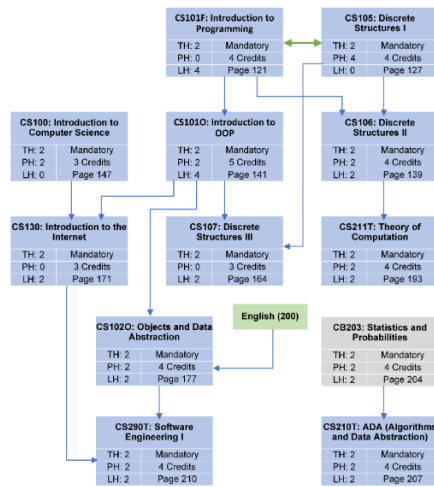 CS101F: Introduction to
Programming
TH: 2 Mandatory
PH: 0 4 Credits
LH: 4 Page 121
CS105: Discrete
Structures I
TH: 2 Mandatory
PH: 4 4 Credits
LH: 0 Page 127
CS100: Introduction to
Computer Science
TH: 2 Mandatory
PH: 2 3 Credits
LH: 0 Page 147
CS101O: Introduction to
OOP
TH: 2 Mandatory
PH: 2 5 Credits
LH: 4 Page 141
CS106: Discrete
Structures II
TH: 2 Mandatory
PH: 2 4 Credits
LH: 2 Page 139
CS130: Introduction to the
Internet
TH: 2 Mandatory
PH: 0 3 Credits
LH: 2 Page 171
CS107: Discrete
Structures III
TH: 2 Mandatory
PH: 0 3 Credits
LH: 2 Page 164
CS211T: Theory of
Computation
TH: 2 Mandatory
PH: 2 4 Credits
LH: 2 Page 193
CS102O: Objects and Data
Abstraction
TH: 2 Mandatory
PH: 2 4 Credits
LH: 2 Page 177
English (200)
CB203: Statistics and
Probabilities
TH: 2 Mandatory
PH: 2 4 Credits
LH: 2 Page 204
CS290T: Software
Engineering I
TH: 2 Mandatory
PH: 2 4 Credits
LH: 2 Page 210
CS210T: ADA (Algorithms
and Data Abstraction)
TH: 2 Mandatory
PH: 2 4 Credits
LH: 2 Page 207